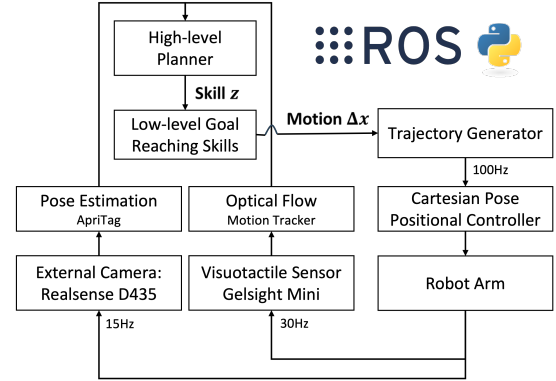 High-level
Planner
ROS
Skill z
Low-level Goal
Reaching Skills
Motion Δx
Trajectory Generator
100Hz
Pose Estimation
ApriTag
Optical Flow
Motion Tracker
Cartesian Pose
Positional Controller
External Camera:
Realsense D435
Visuotactile Sensor
Gelsight Mini
Robot Arm
15Hz
30Hz